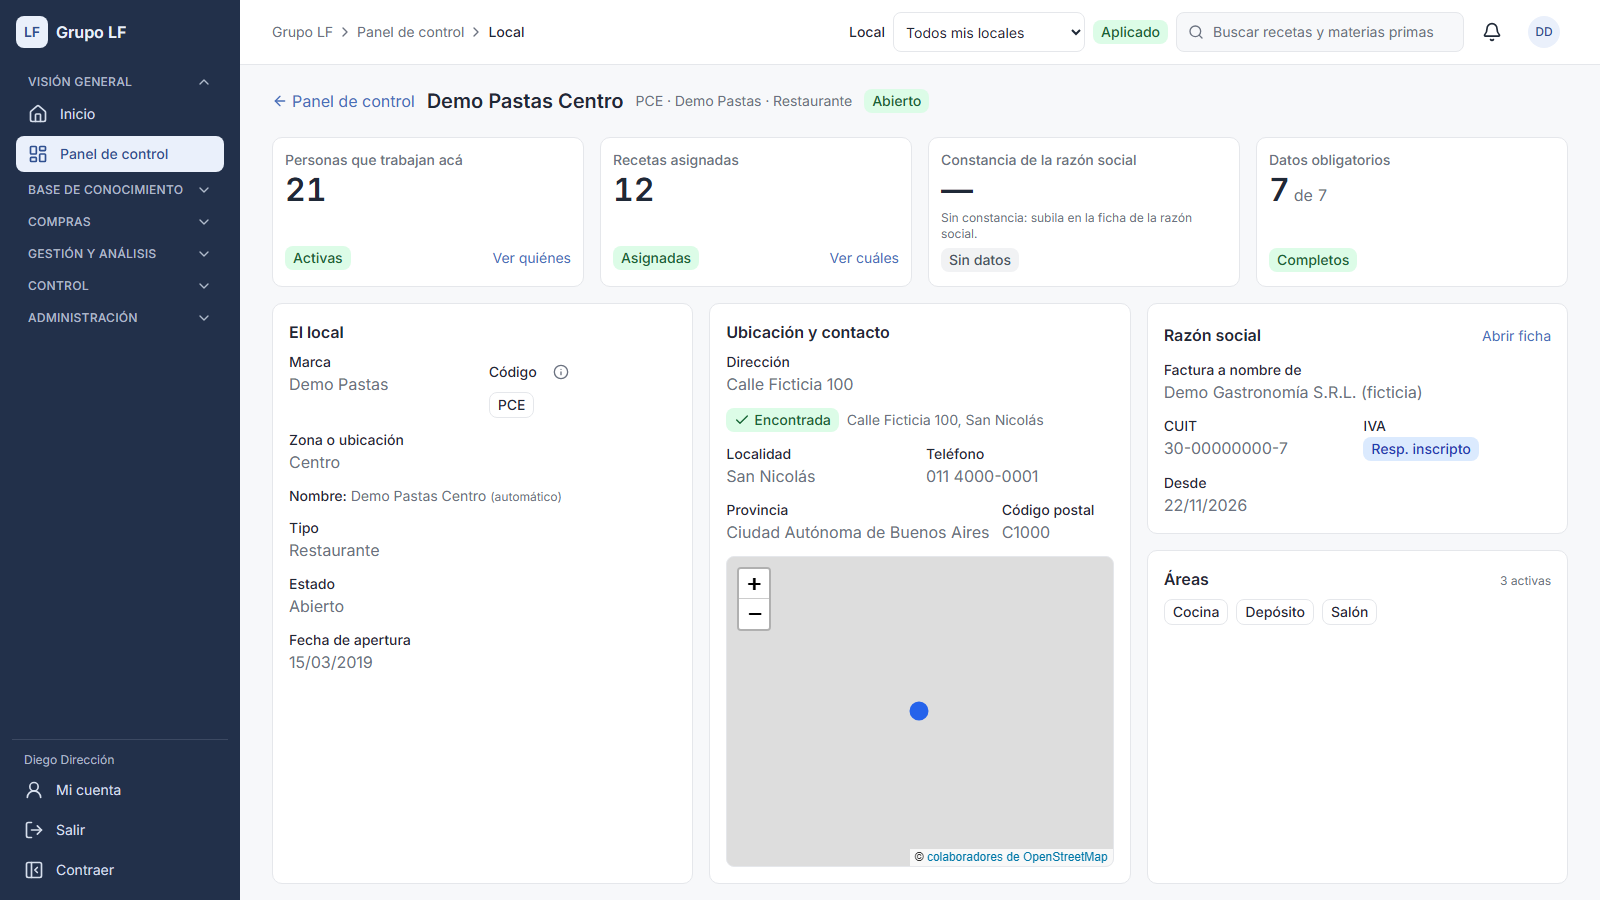 LF Grupo LF
VISIÓN GENERAL
Inicio
Panel de control
BASE DE CONOCIMIENTO
COMPRAS
GESTIÓN Y ANÁLISIS
CONTROL
ADMINISTRACIÓN
Diego Dirección
Mi cuenta
Salir
Contraer
Grupo LF > Panel de control > Local
Local Todos mis locales Aplicado Buscar recetas y materias primas DD
← Panel de control Demo Pastas Centro PCE · Demo Pastas · Restaurante Abierto
Personas que trabajan acá
21
Activas Ver quiénes
Recetas asignadas
12
Asignadas Ver cuáles
Constancia de la razón social
—
Sin constancia: subila en la ficha de la razón
social.
Sin datos
Datos obligatorios
7 de 7
Completos
El local
Marca
Demo Pastas
Código
PCE
Zona o ubicación
Centro
Nombre: Demo Pastas Centro (automático)
Tipo
Restaurante
Estado
Abierto
Fecha de apertura
15/03/2019
Ubicación y contacto
Dirección
Calle Ficticia 100
Encontrada Calle Ficticia 100, San Nicolás
Localidad
San Nicolás
Teléfono
011 4000-0001
Provincia
Ciudad Autónoma de Buenos Aires
Código postal
C1000
+
−
© colaboradores de OpenStreetMap
Razón social Abrir ficha
Factura a nombre de
Demo Gastronomía S.R.L. (ficticia)
CUIT
30-00000000-7
IVA
Resp. inscripto
Desde
22/11/2026
Áreas 3 activas
Cocina Depósito Salón